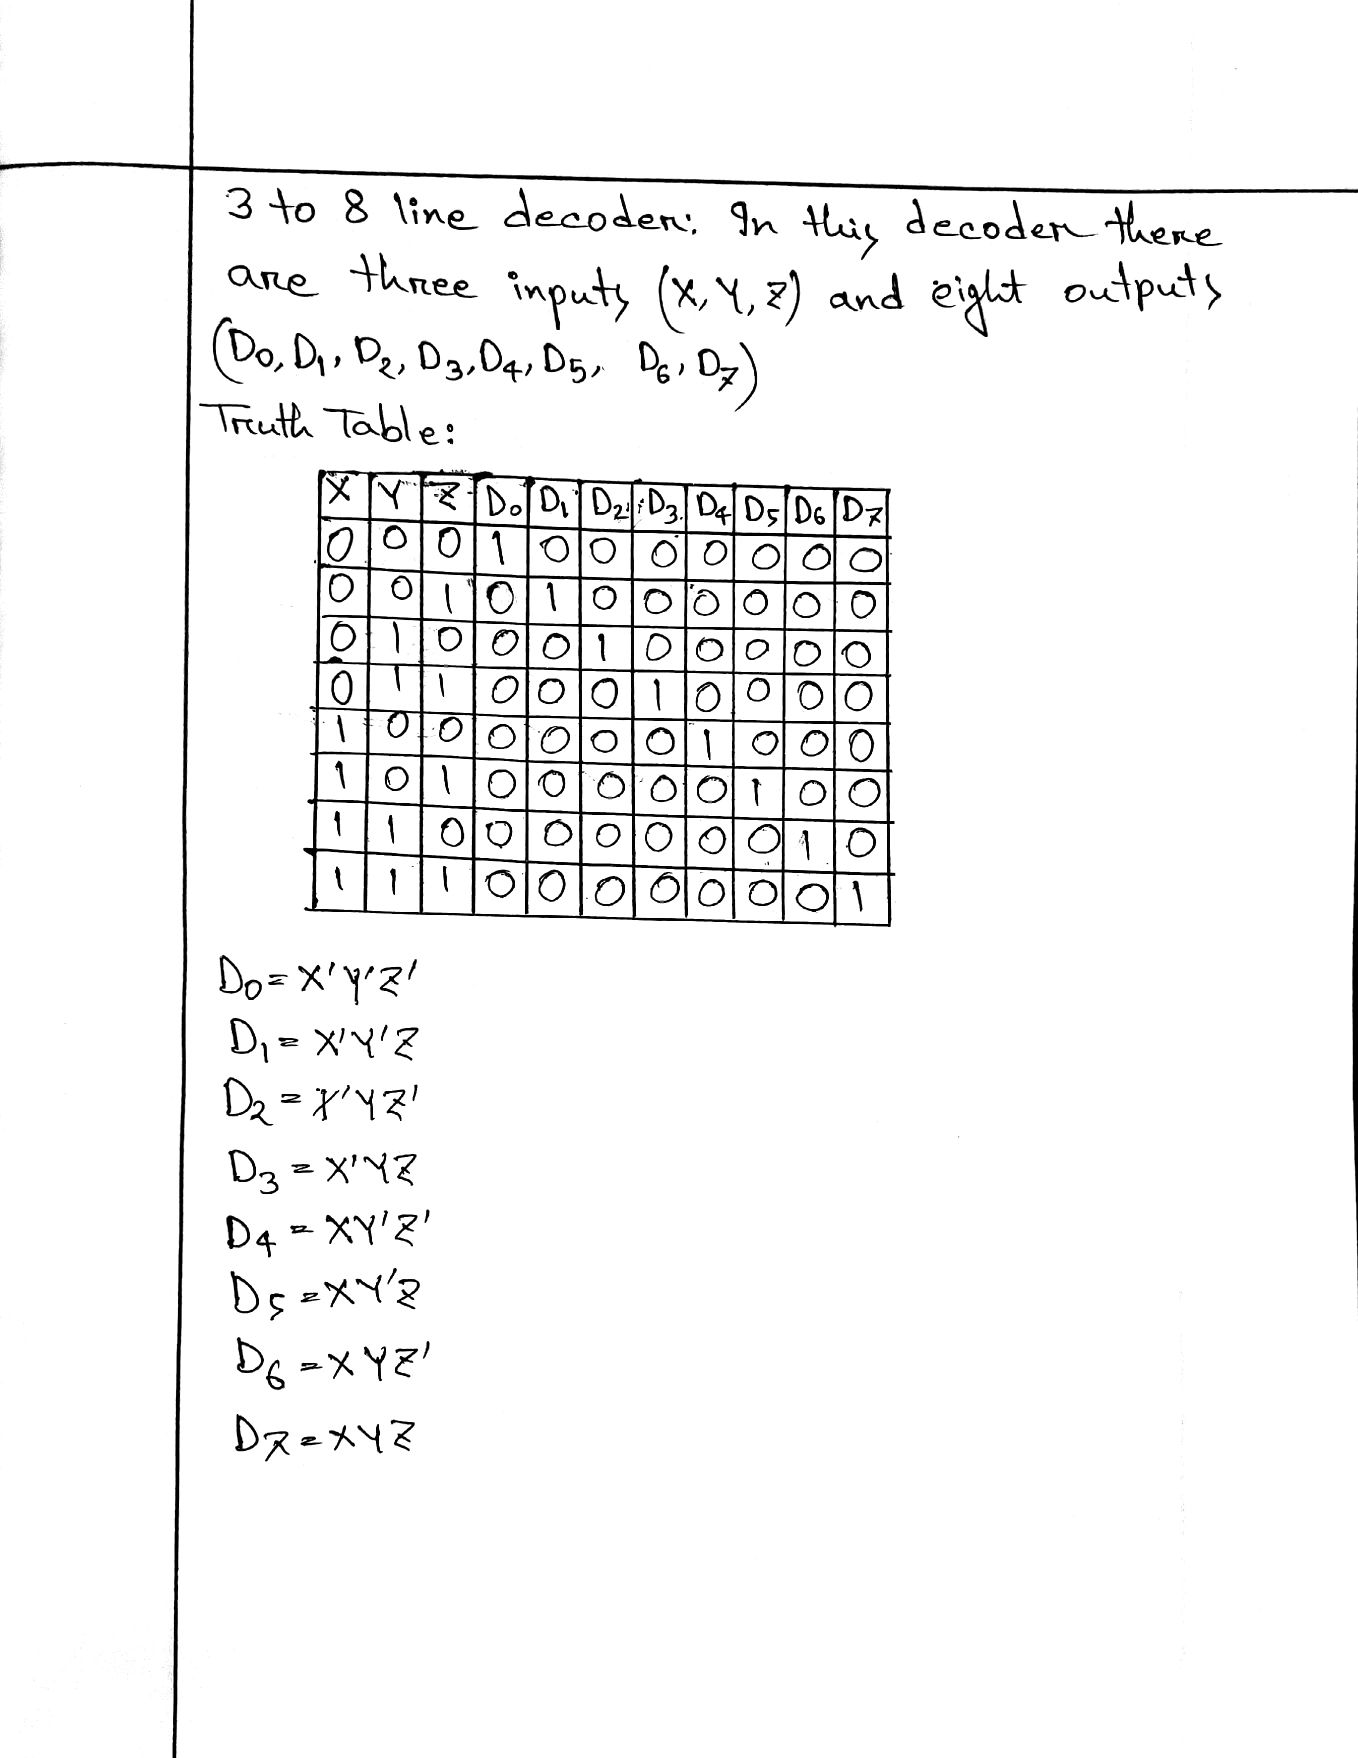 3 to 8 line decoder: In this decoder there
are three inputs (X, Y, Z) and eight outputs
(D0, D1, D2, D3, D4, D5, D6, D7)
Truth Table:
X Y Z D0 D1 D2 D3 D4 D5 D6 D7
0 0 0 1 0 0 0 0 0 0 0
0 0 1 0 1 0 0 0 0 0 0
0 1 0 0 0 1 0 0 0 0 0
0 1 1 0 0 0 1 0 0 0 0
1 0 0 0 0 0 0 1 0 0 0
1 0 1 0 0 0 0 0 1 0 0
1 1 0 0 0 0 0 0 0 1 0
1 1 1 0 0 0 0 0 0 0 1
D0 = X'Y'Z'
D1 = X'Y'Z
D2 = X'YZ'
D3 = X'YZ
D4 = XY'Z'
D5 = XY'Z
D6 = XYZ'
D7 = XYZ